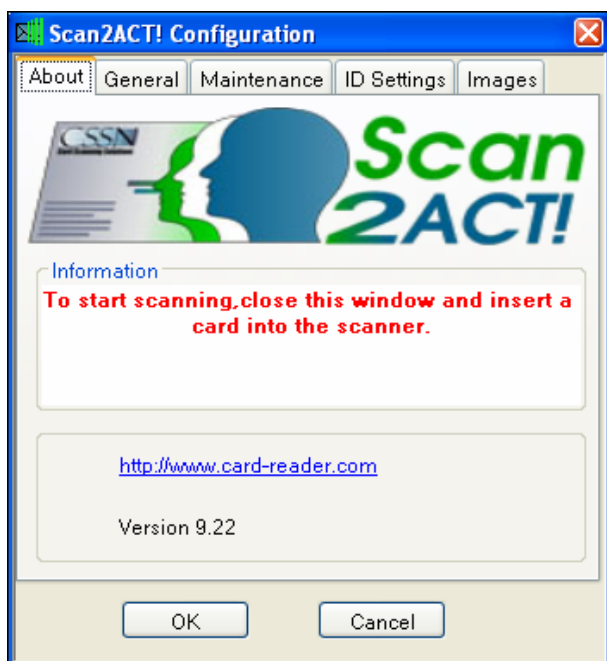 Scan2ACT! Configuration
About General Maintenance ID Settings Images
CSSN
Scan
2ACT!
Information
To start scanning,close this window and insert a
card into the scanner.
http://www.card-reader.com
Version 9.22
OK Cancel